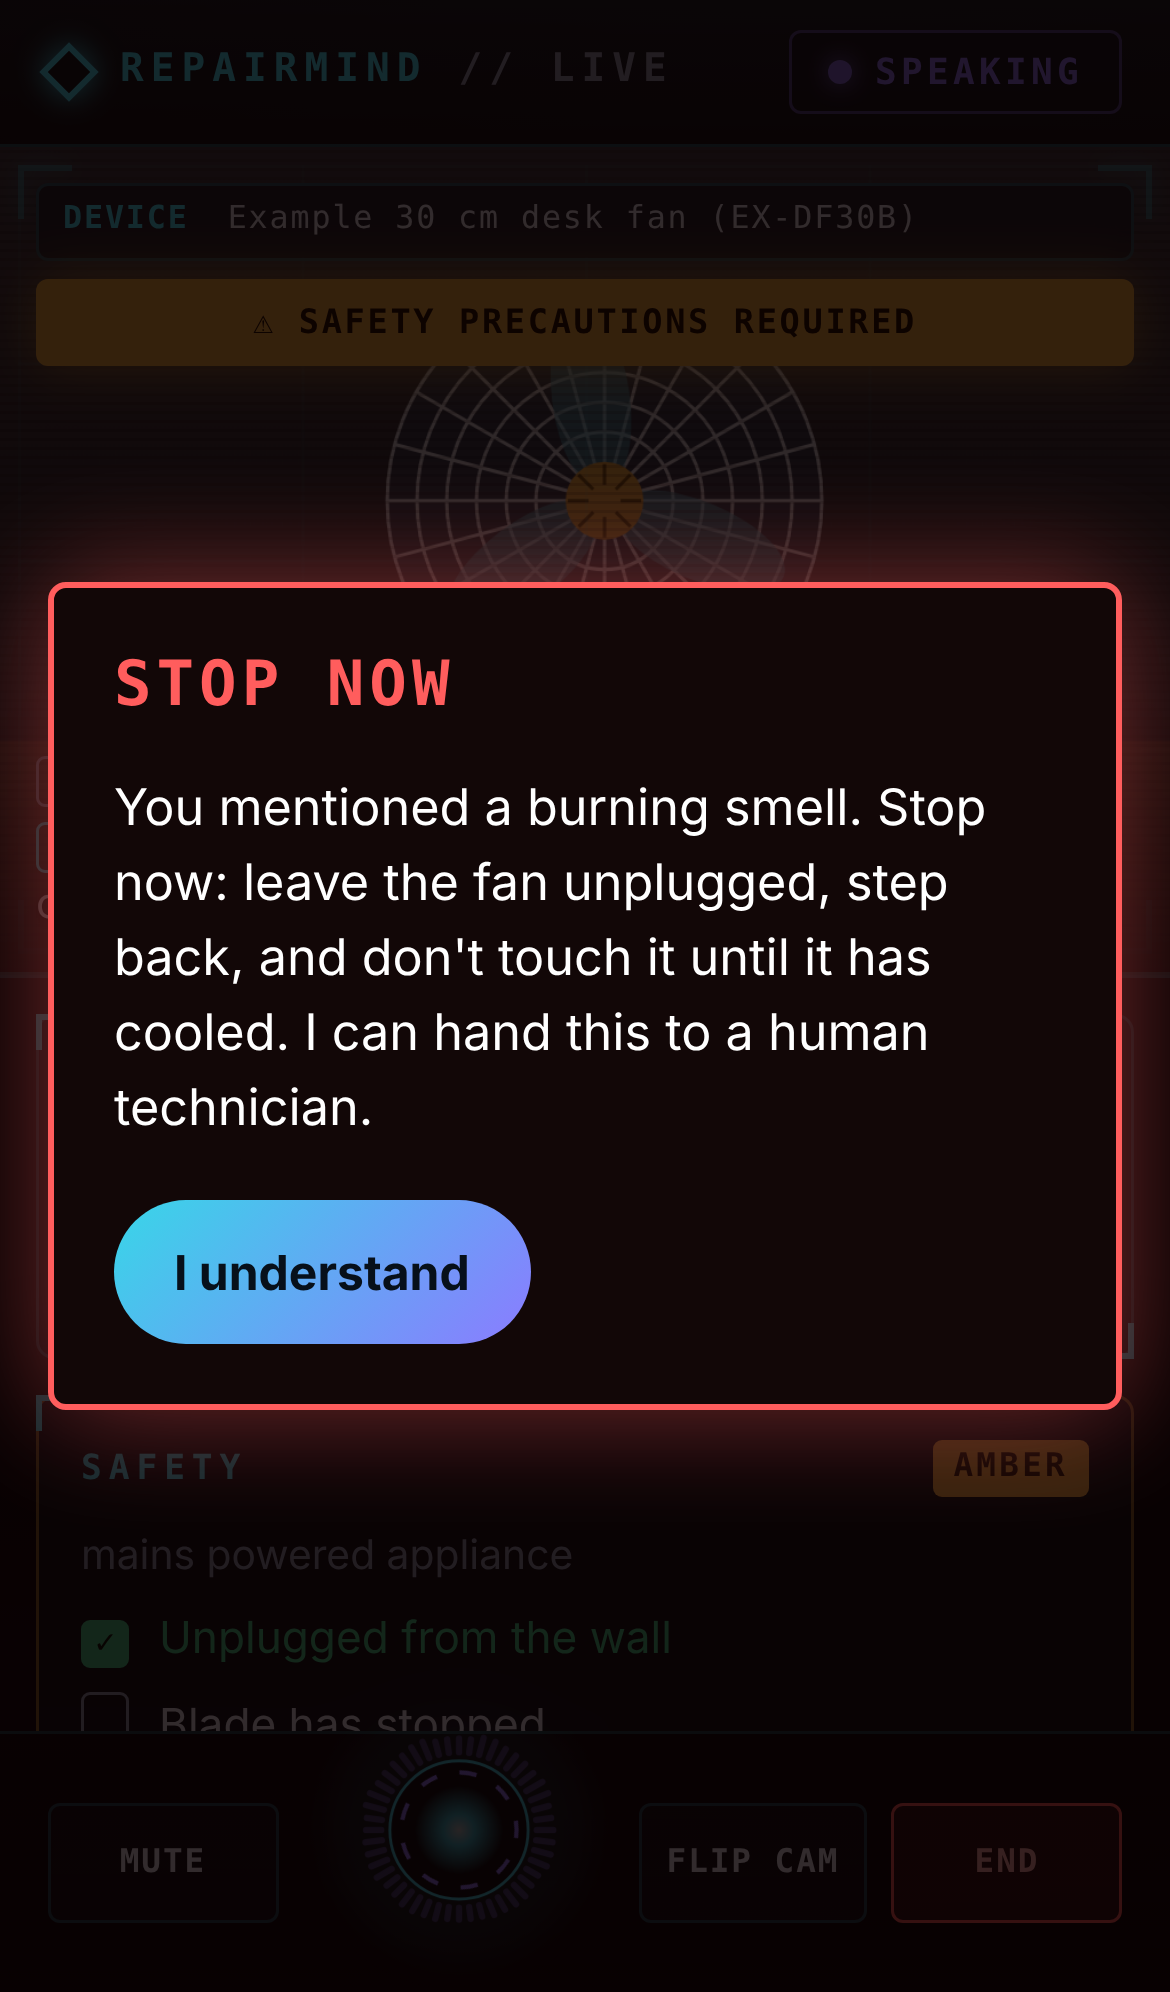 REPAIRMIND // LIVE
SPEAKING
DEVICE Example 30 cm desk fan (EX-DF30B)
⚠ SAFETY PRECAUTIONS REQUIRED
STOP NOW
You mentioned a burning smell. Stop
now: leave the fan unplugged, step
back, and don't touch it until it has
cooled. I can hand this to a human
technician.
I understand
SAFETY
AMBER
mains powered appliance
✓ Unplugged from the wall
Blade has stopped
MUTE
FLIP CAM
END